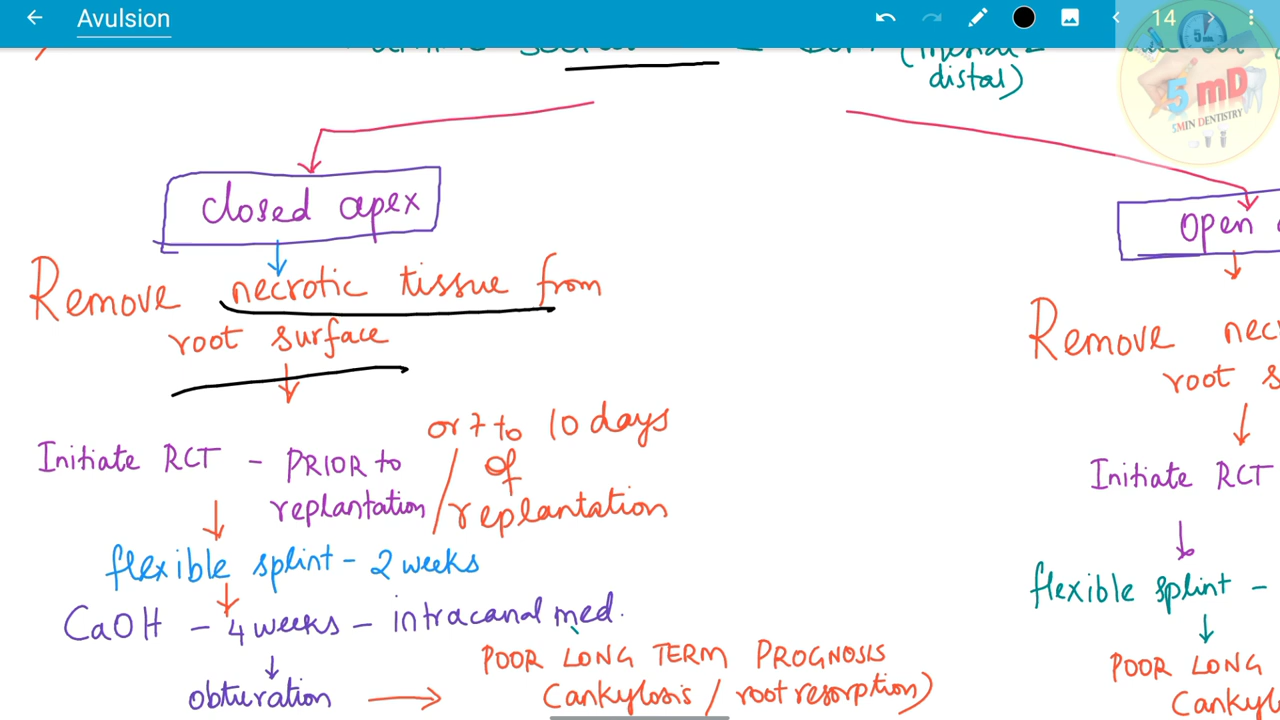 Avulsion
14
distal)
5 mD
5MIN DENTISTRY
closed apex
Open
Remove necrotic tissue from
root surface
Remove
root
or 7 to 10 days
of
replantation
Initiate RCT - PRIOR to
replantation /
Initiate RCT
flexible splint - 2 weeks
flexible splint -
CaOH - 4 weeks - intracanal med.
obturation
POOR LONG TERM PROGNOSIS
(ankylosis / root resorption)
POOR LONG